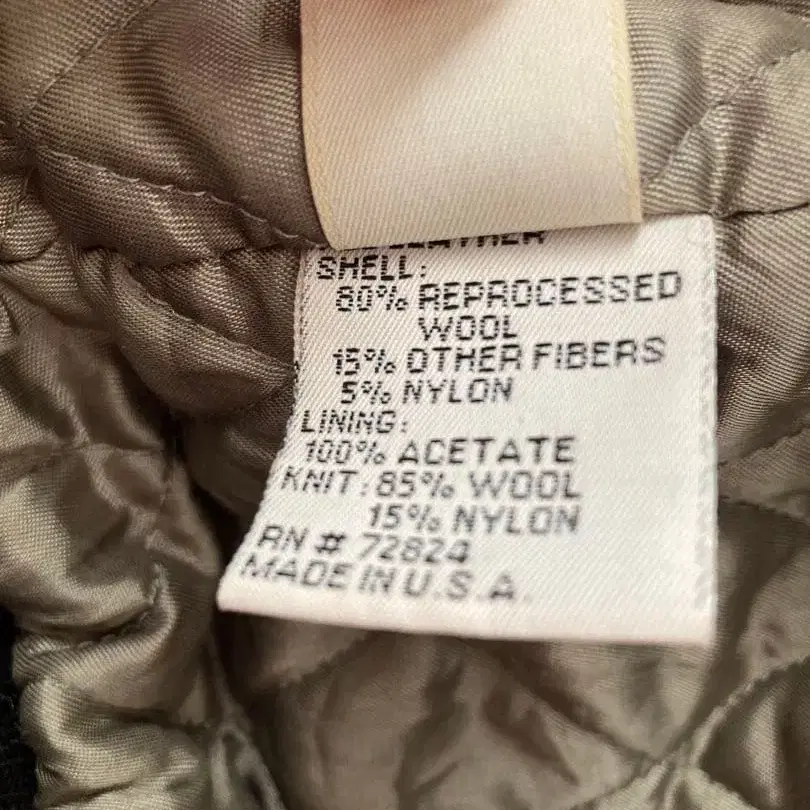 LEATHER
SHELL:
80% REPROCESSED
WOOL
15% OTHER FIBERS
5% NYLON
LINING:
100% ACETATE
KNIT: 85% WOOL
15% NYLON
RN # 72824
MADE IN U.S.A.